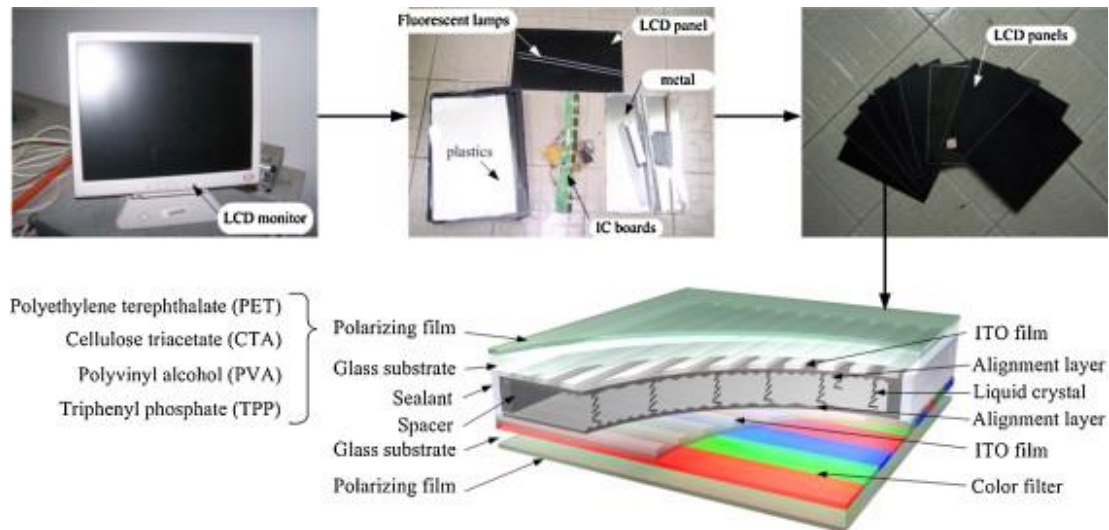 LCD monitor
Fluorescent lamps
LCD panel
metal
plastics
IC boards
LCD panels
Polyethylene terephthalate (PET)
Cellulose triacetate (CTA)
Polyvinyl alcohol (PVA)
Triphenyl phosphate (TPP)
Polarizing film
Glass substrate
Sealant
Spacer
Glass substrate
Polarizing film
ITO film
Alignment layer
Liquid crystal
Alignment layer
ITO film
Color filter